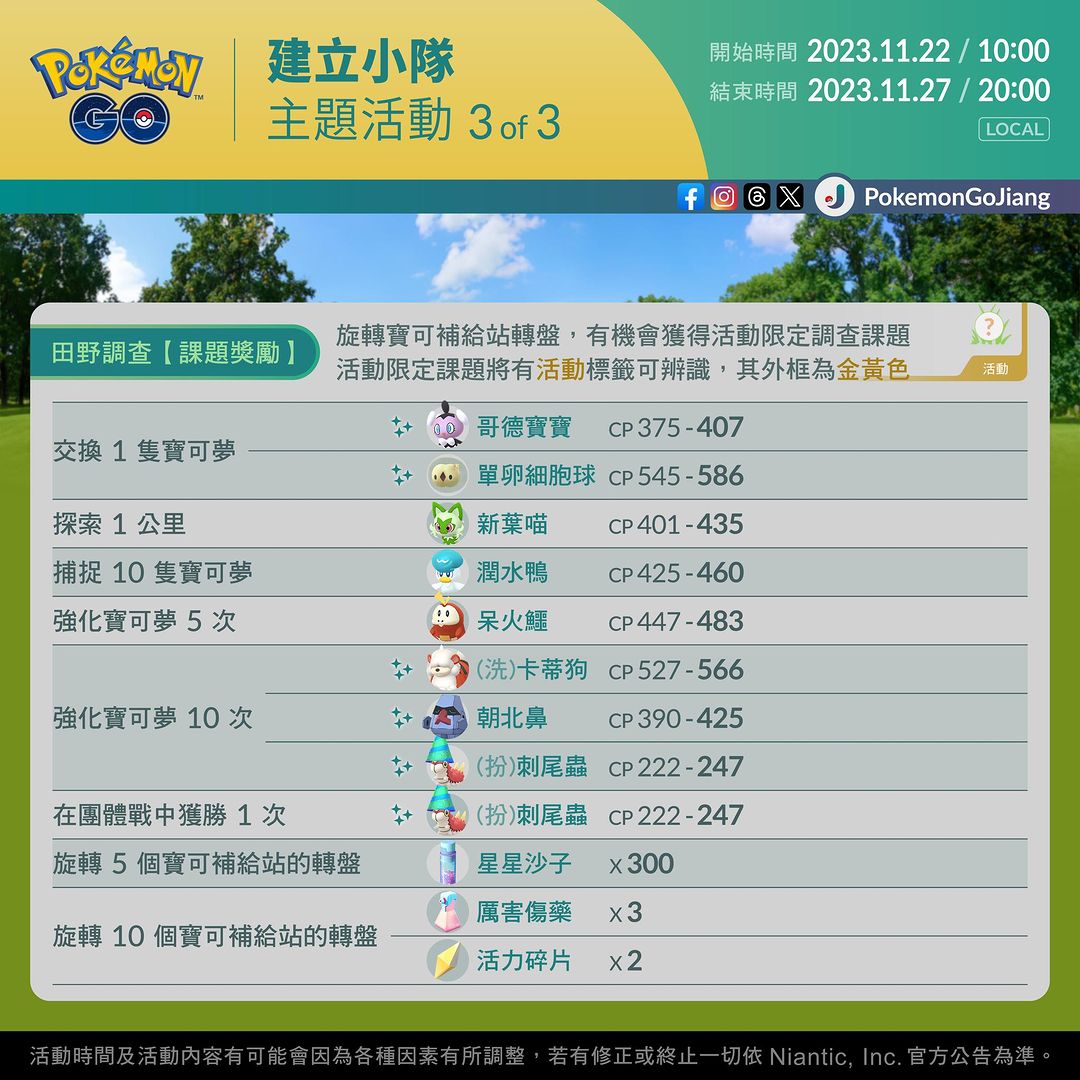 POKÉMON GO™
建立小隊
主題活動 3 of 3
開始時間 2023.11.22 / 10:00
結束時間 2023.11.27 / 20:00
LOCAL
PokemonGoJiang
田野調查【課題獎勵】
旋轉寶可補給站轉盤，有機會獲得活動限定調查課題
活動限定課題將有活動標籤可辨識，其外框為金黃色
?
活動
交換 1 隻寶可夢
哥德寶寶 CP 375 - 407
單卵細胞球 CP 545 - 586
探索 1 公里 新葉喵 CP 401 - 435
捕捉 10 隻寶可夢 潤水鴨 CP 425 - 460
強化寶可夢 5 次 呆火鱷 CP 447 - 483
強化寶可夢 10 次
(洗)卡蒂狗 CP 527 - 566
朝北鼻 CP 390 - 425
(扮)刺尾蟲 CP 222 - 247
在團體戰中獲勝 1 次 (扮)刺尾蟲 CP 222 - 247
旋轉 5 個寶可補給站的轉盤 星星沙子 x 300
旋轉 10 個寶可補給站的轉盤
厲害傷藥 x 3
活力碎片 x 2
活動時間及活動內容有可能會因為各種因素有所調整，若有修正或終止一切依 Niantic, Inc. 官方公告為準。